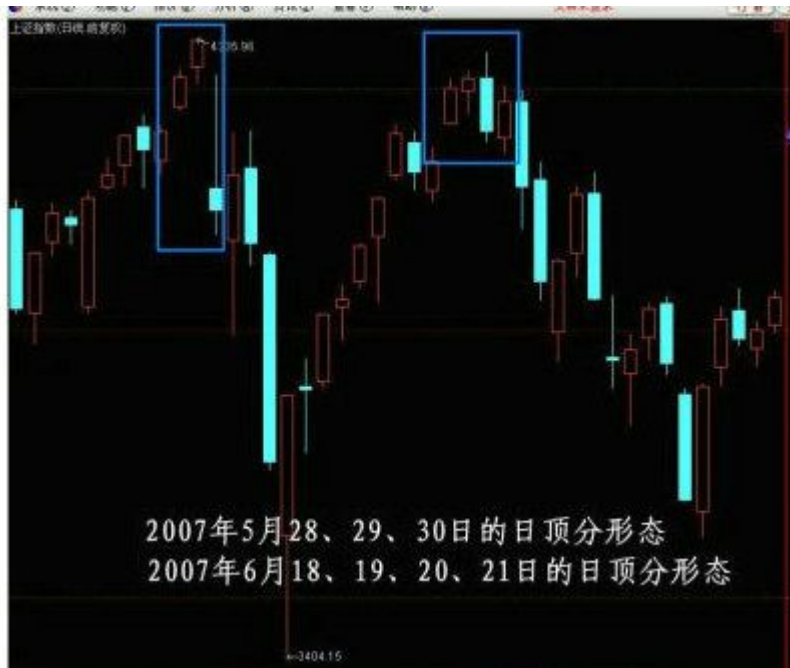 上证指数(日线.前复权)
4335.96
3404.15
2007年5月28、29、30日的日顶分形态
2007年6月18、19、20、21日的日顶分形态